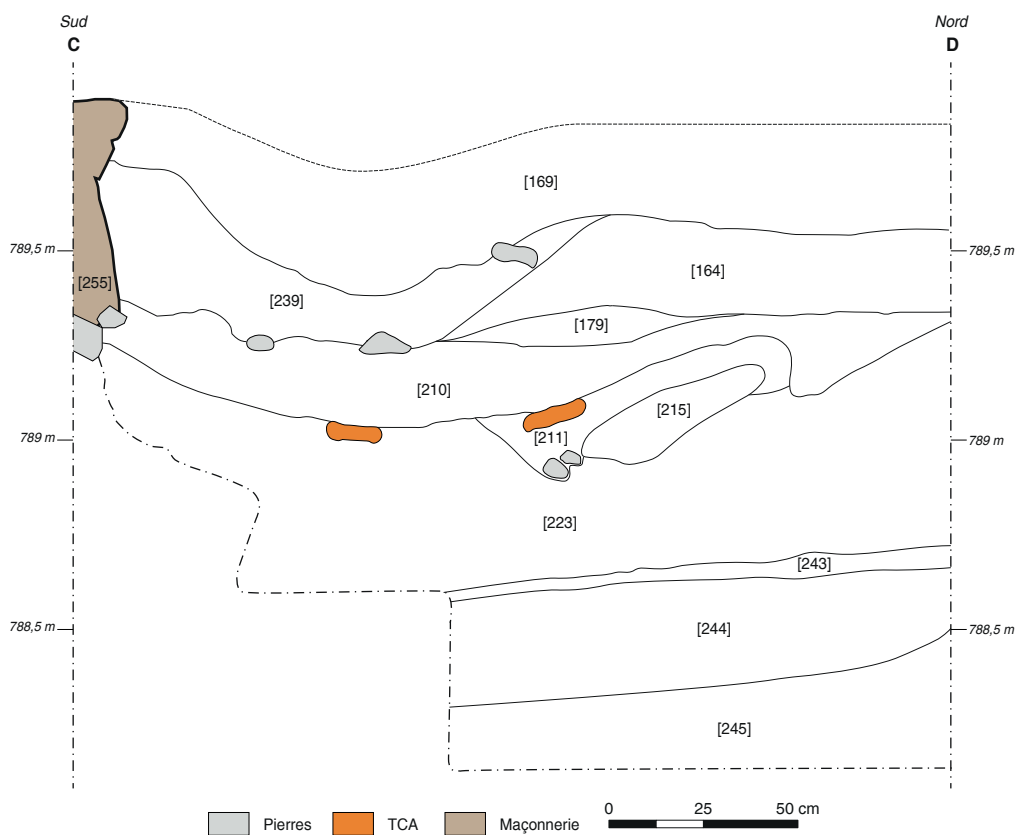 Sud
Nord
C
D
[169]
789,5 m
789,5 m
[164]
[255]
[239]
[179]
[210]
[215]
789 m
[211]
789 m
[223]
[243]
788,5 m
[244]
788,5 m
[245]
0 25 50 cm
Pierres TCA Maçonnerie